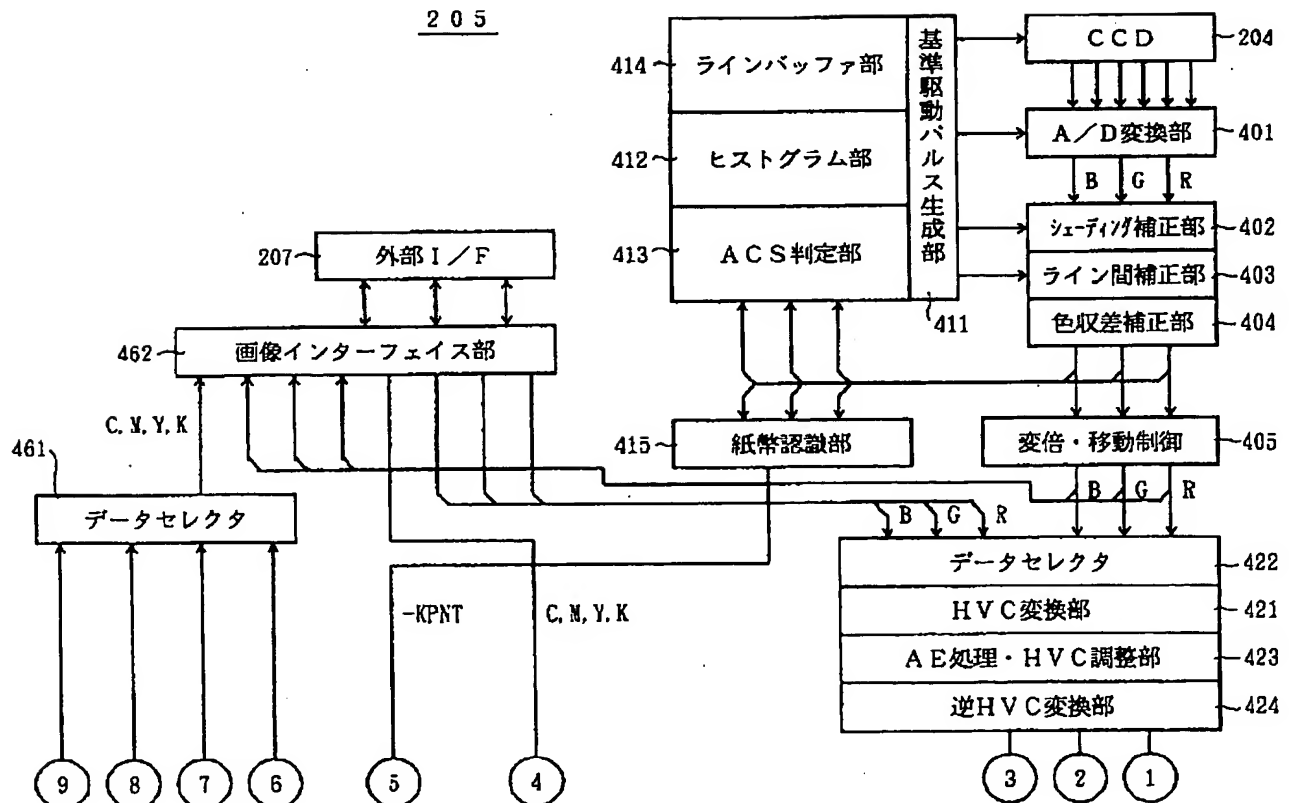 205
414
ラインバッファ部
412
ヒストグラム部
413
ACS判定部
基準駆動パルス生成部
411
CCD
204
A/D変換部
401
B G R
シェーディング補正部
402
ライン間補正部
403
色収差補正部
404
207
外部I/F
462
画像インターフェイス部
C,M,Y,K
461
データセレクタ
415
紙幣認識部
変倍・移動制御
405
B G R
B G R
データセレクタ
422
HVC変換部
421
AE処理・HVC調整部
423
逆HVC変換部
424
-KPNT
C,M,Y,K
9
8
7
6
5
4
3
2
1